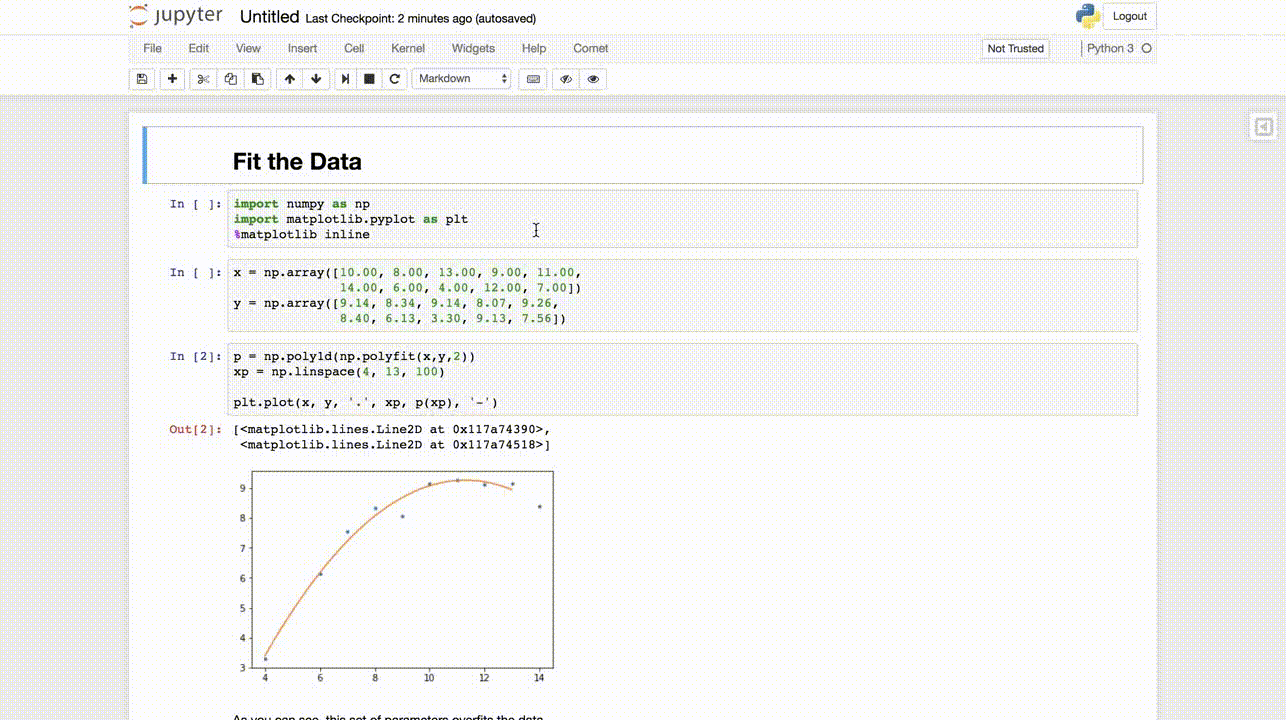 jupyter Untitled Last Checkpoint: 2 minutes ago (autosaved) Logout
File Edit View Insert Cell Kernel Widgets Help Comet Not Trusted Python 3
Markdown
Fit the Data
In [ ]: import numpy as np
import matplotlib.pyplot as plt
%matplotlib inline
In [ ]: x = np.array([10.00, 8.00, 13.00, 9.00, 11.00,
14.00, 6.00, 4.00, 12.00, 7.00])
y = np.array([9.14, 8.34, 9.14, 8.07, 9.26,
8.40, 6.13, 3.30, 9.13, 7.56])
In [2]: p = np.poly1d(np.polyfit(x,y,2))
xp = np.linspace(4, 13, 100)
plt.plot(x, y, '.', xp, p(xp), '-')
Out[2]: [<matplotlib.lines.Line2D at 0x117a74390>,
<matplotlib.lines.Line2D at 0x117a74518>]
9
8
7
6
5
4
3
4 6 8 10 12 14
As you can see, this set of parameters overfits the data